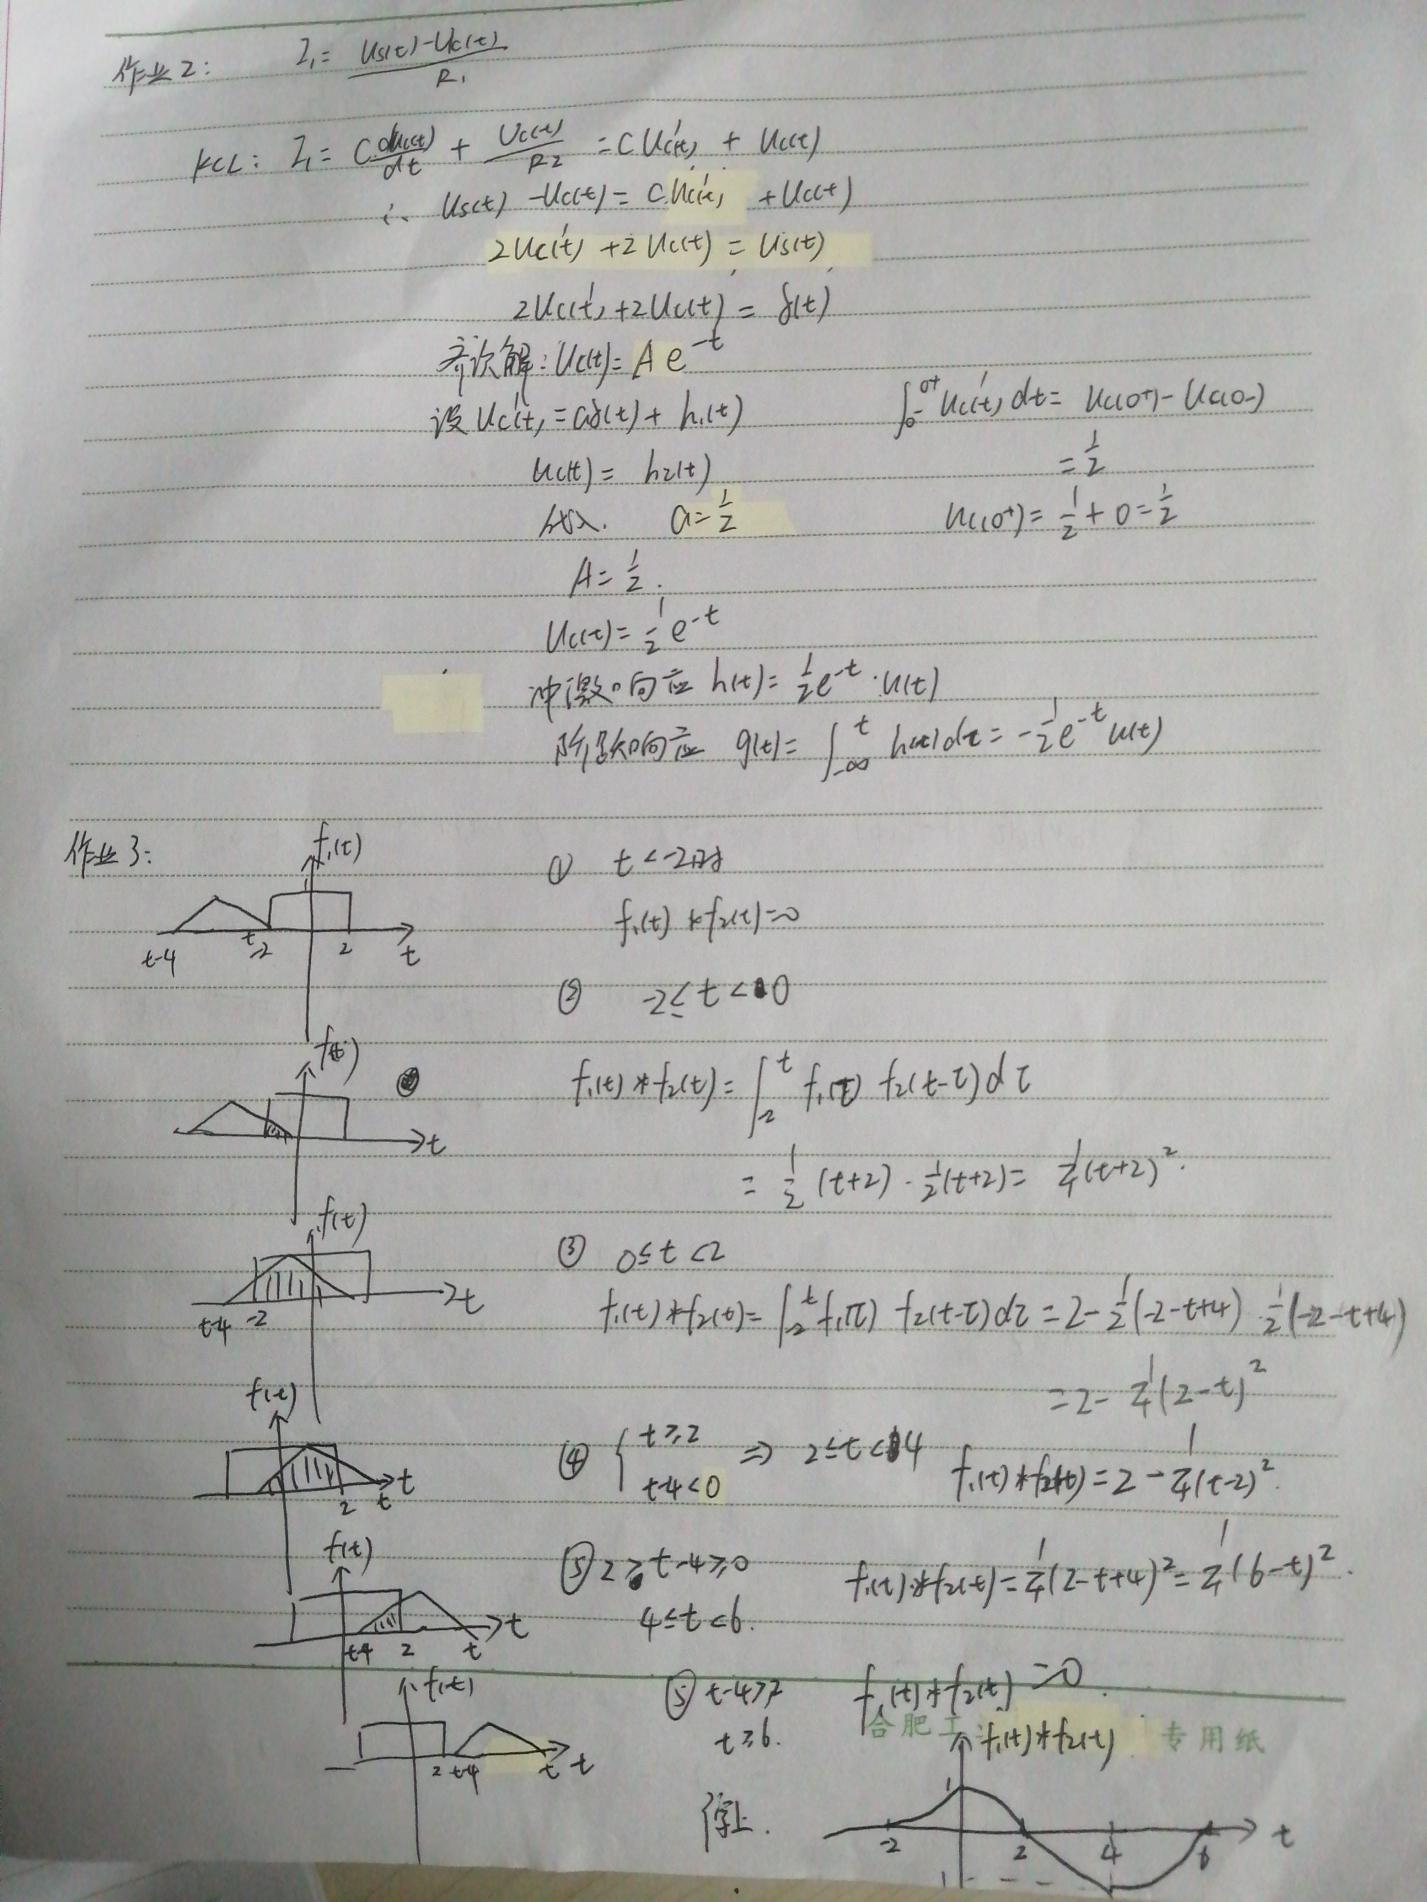 作业2: I₁= (Us(t)-Uc(t))/R₁
KCL: I₁= C dUc(t)/dt + Uc(t)/R2 =CUc'(t) + Uc(t)
∴ Us(t) -Uc(t)= C.Uc'(t) +Uc(t)
2Uc'(t) +2Uc(t) = Us(t)
2Uc'(t)+2Uc(t) = δ(t)
齐次解:Uc(t)= A e^{-t}
设Uc'(t)=aδ(t)+ h₁(t) ∫_{0-}^{0+} Uc'(t)dt= Uc(0+)-Uc(0-)
Uc(t)= h₂(t) =1/2
a=1/2 Uc(0+)= 1/2+0=1/2
A=1/2.
Uc(t)=1/2 e^{-t}
冲激响应 h(t)=1/2 e^{-t}·u(t)
阶跃响应 g(t)= ∫_{-∞}^{t} h(τ)dτ=-1/2 e^{-t} u(t)
作业3:
f₁(t)
t-4 t -2 2 t
① t<-2时
f₁(t)*f₂(t)=0
② -2≤t<0
f(t)
t
f₁(t)*f₂(t)=∫_{-2}^{t} f₁(τ) f₂(t-τ)dτ
= 1/2(t+2)·1/2(t+2)= 1/4(t+2)².
f(t)
t-4 -2 t
③ 0≤t<2
f₁(t)*f₂(t)=∫_{-2}^{t} f₁(τ) f₂(t-τ)dτ=2-1/2(-2-t+4)·1/2(-2-t+4)
=2-1/4(2-t)²
f(t)
2 t t
④ { t≥2 t-4<0 ⇒ 2≤t<4 f₁(t)*f₂(t)=2-1/4(t-2)².
f(t)
t-4 2 t t
⑤ 2≥t-4≥0 f₁(t)*f₂(t)=1/4(2-t+4)²=1/4(6-t)².
4≤t<6.
f(t)
2 t-4 t t
⑤ t-4≥2 f₁(t)*f₂(t)=0.
t≥6.
合肥工 专用纸
f₁(t)*f₂(t)
综上.
1
-2 2 4 6 t
1